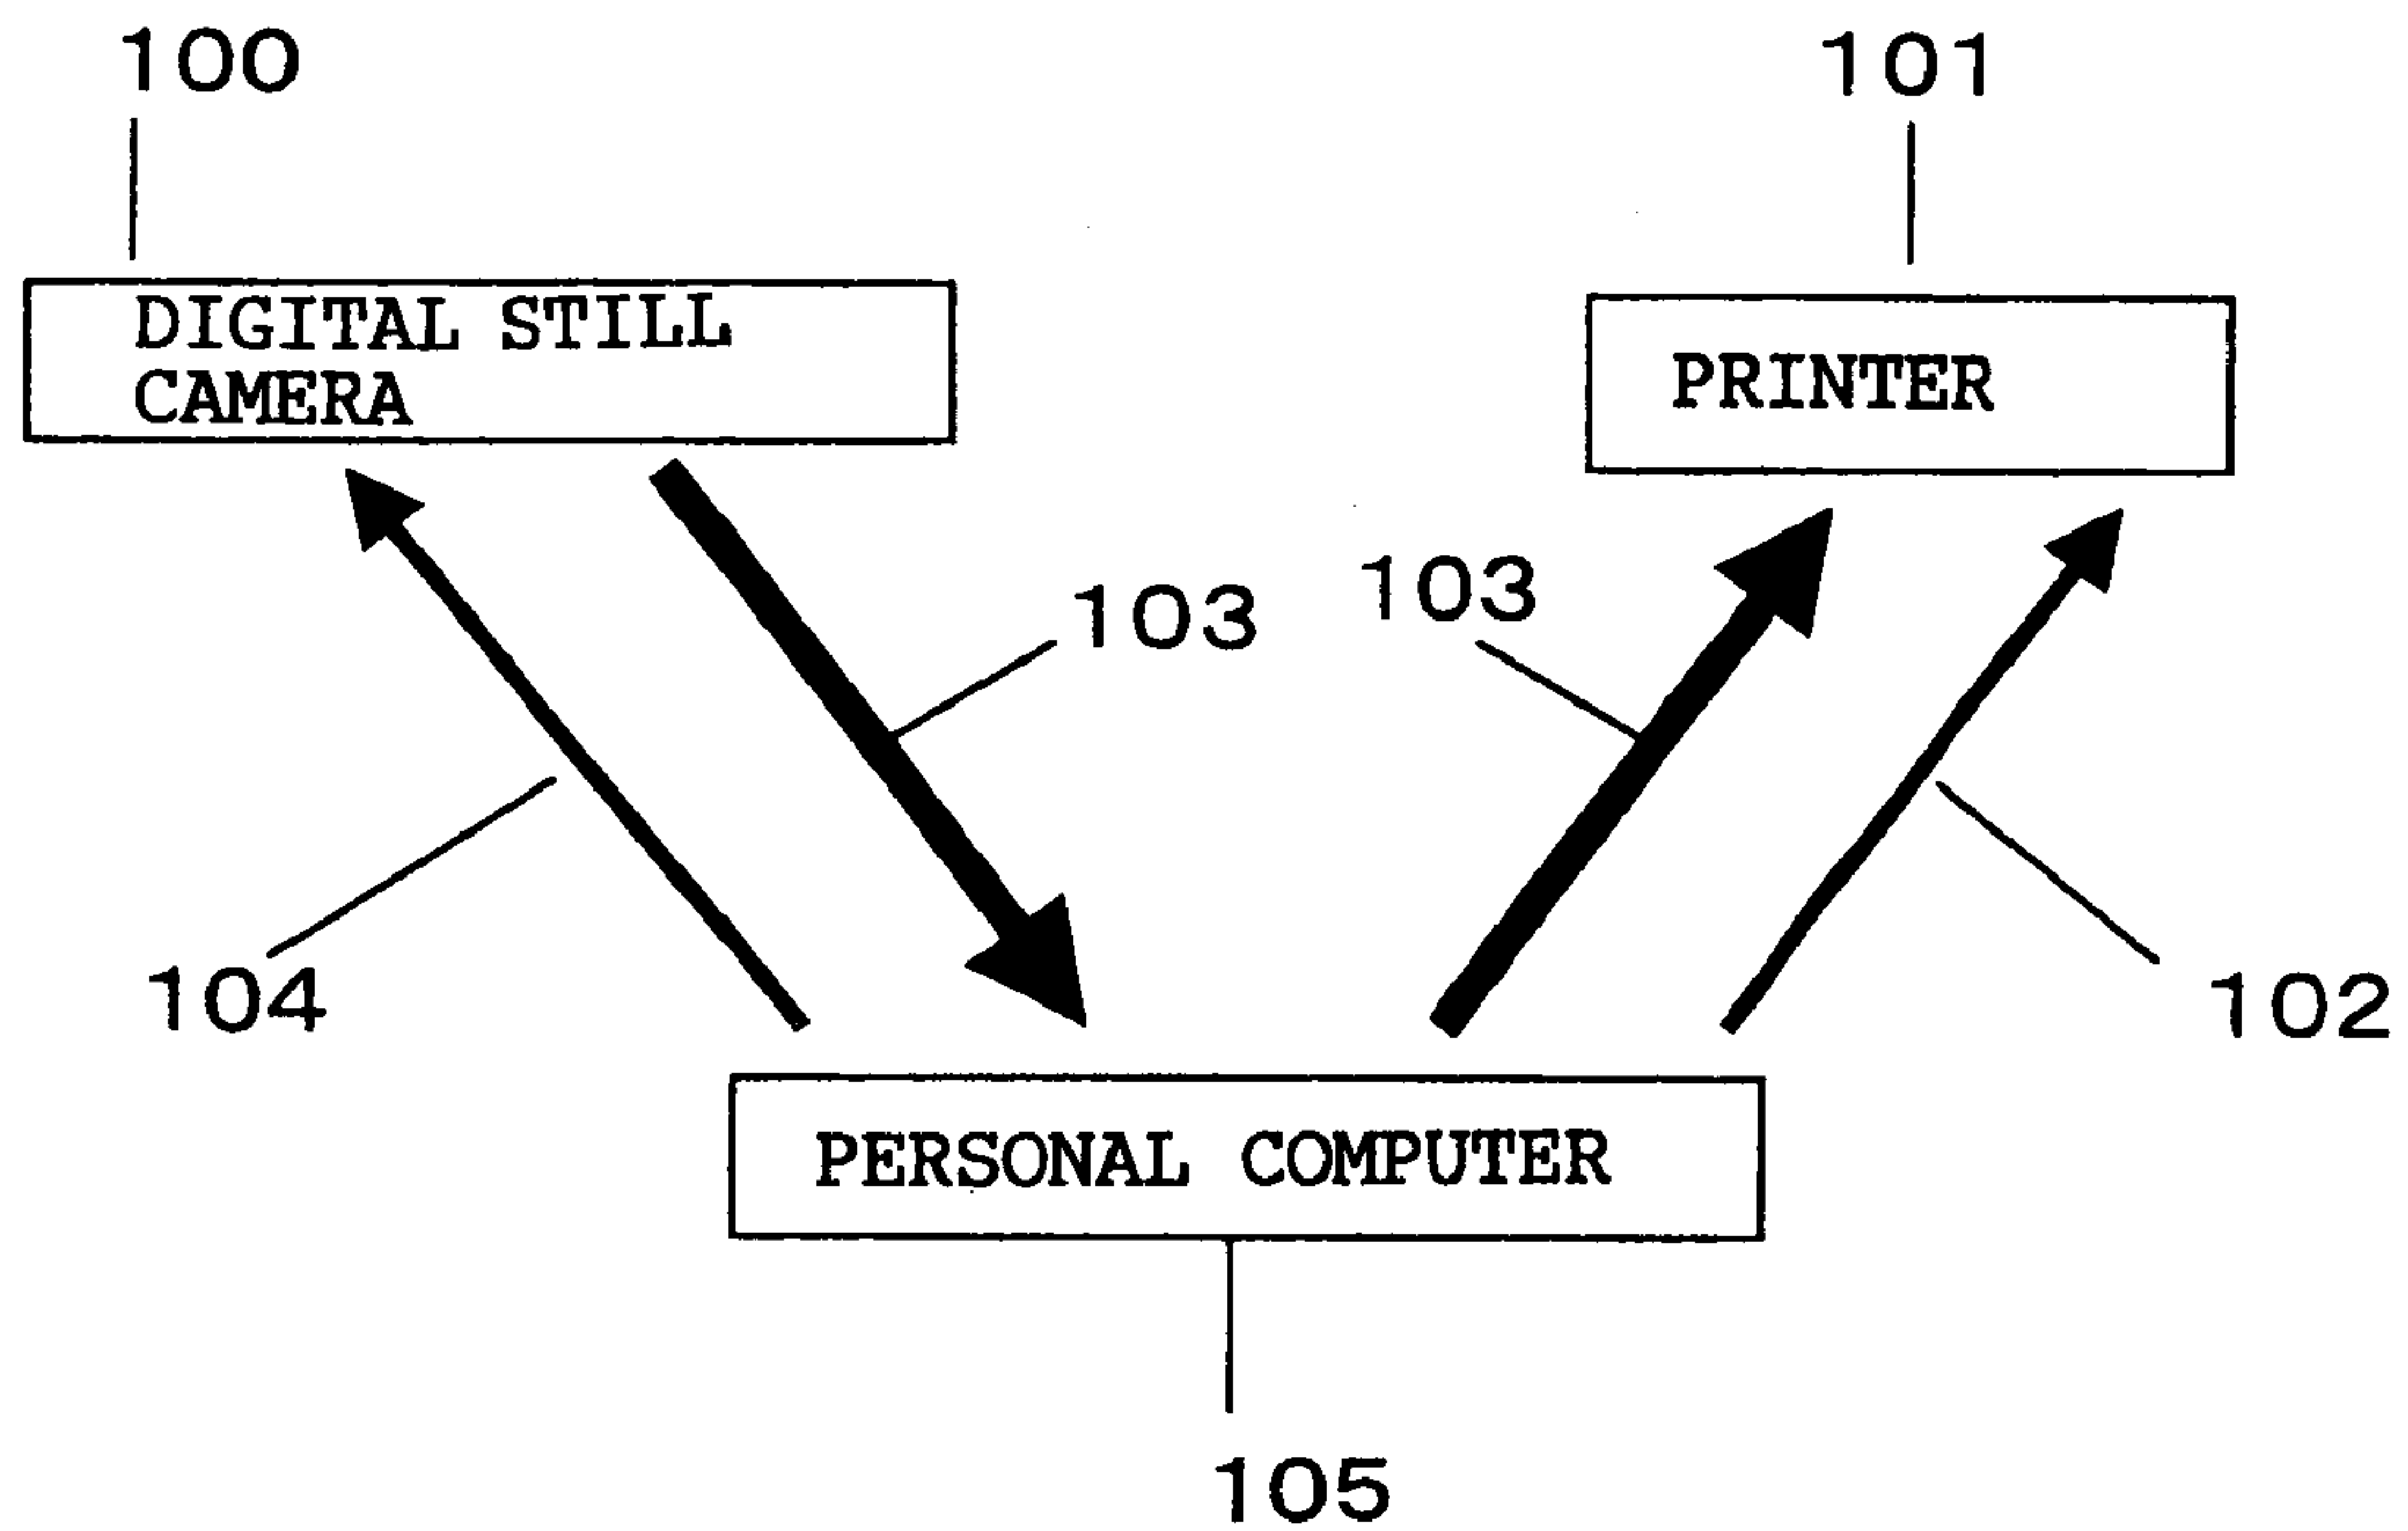 100
101
DIGITAL STILL
CAMERA
PRINTER
103
103
104
102
PERSONAL COMPUTER
105